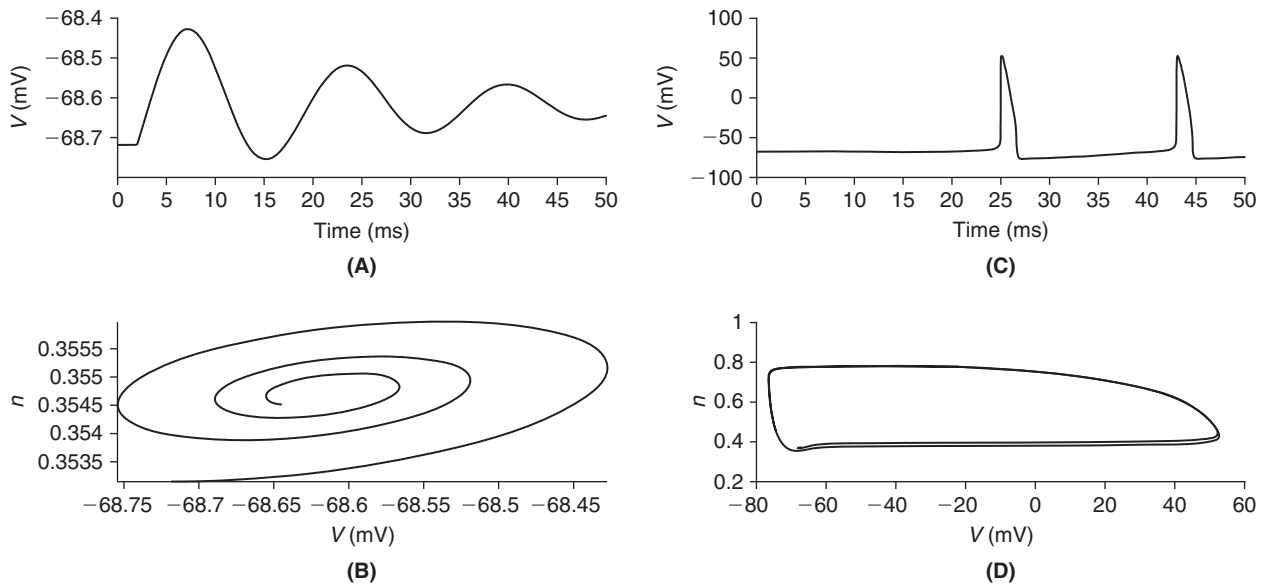 −68.4
−68.5
−68.6
−68.7
V (mV)
0 5 10 15 20 25 30 35 40 45 50
Time (ms)
(A)
100
50
0
−50
−100
V (mV)
0 5 10 15 20 25 30 35 40 45 50
Time (ms)
(C)
0.3555
0.355
0.3545
0.354
0.3535
n
−68.75 −68.7 −68.65 −68.6 −68.55 −68.5 −68.45
V (mV)
(B)
1
0.8
0.6
0.4
0.2
n
−80 −60 −40 −20 0 20 40 60
V (mV)
(D)